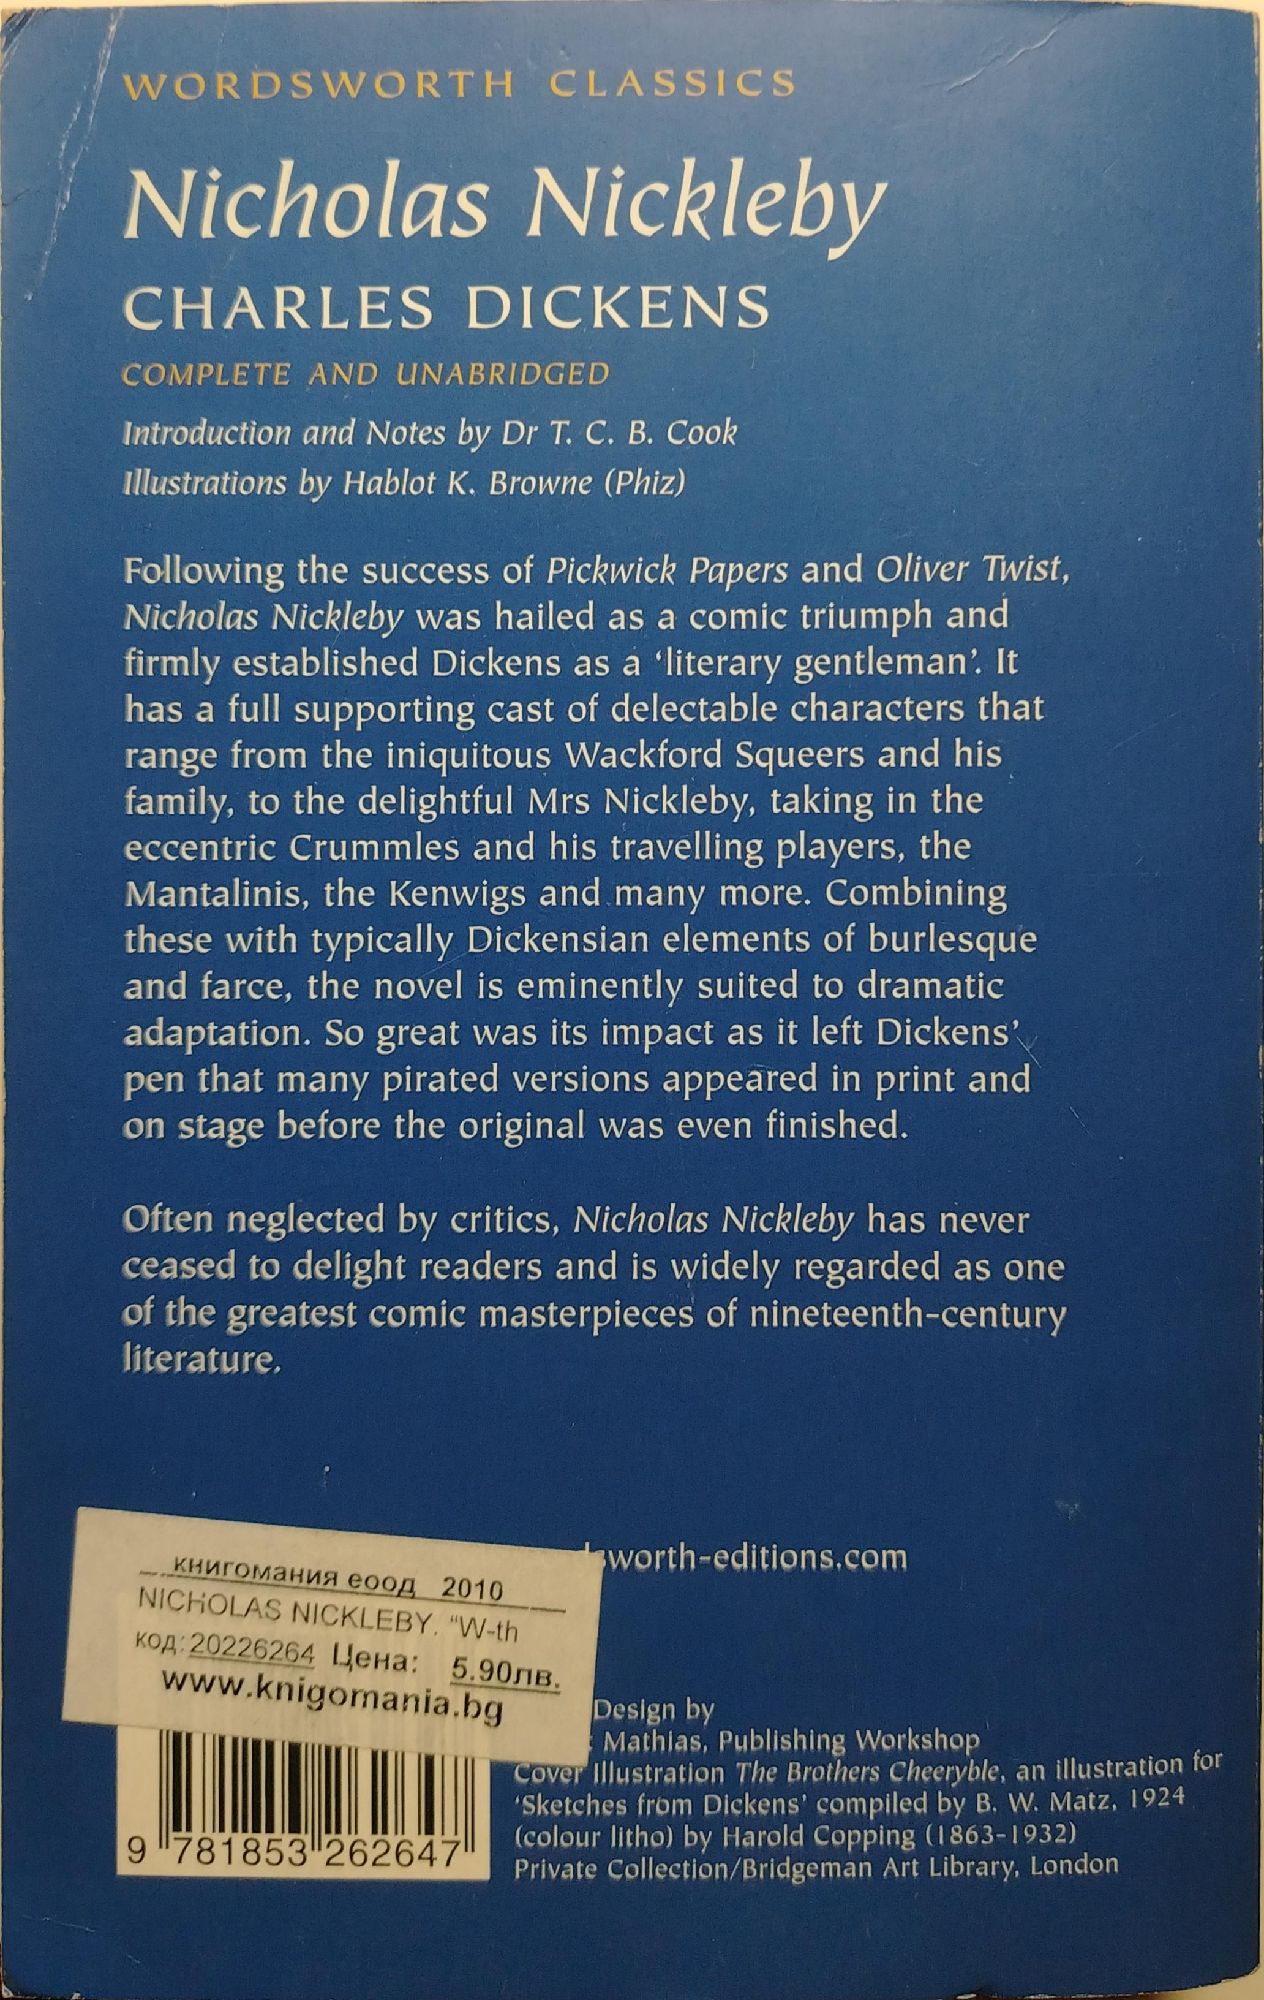 WORDSWORTH CLASSICS
Nicholas Nickleby
CHARLES DICKENS
COMPLETE AND UNABRIDGED
Introduction and Notes by Dr T. C. B. Cook
Illustrations by Hablot K. Browne (Phiz)
Following the success of Pickwick Papers and Oliver Twist,
Nicholas Nickleby was hailed as a comic triumph and
firmly established Dickens as a ‘literary gentleman’. It
has a full supporting cast of delectable characters that
range from the iniquitous Wackford Squeers and his
family, to the delightful Mrs Nickleby, taking in the
eccentric Crummles and his travelling players, the
Mantalinis, the Kenwigs and many more. Combining
these with typically Dickensian elements of burlesque
and farce, the novel is eminently suited to dramatic
adaptation. So great was its impact as it left Dickens’
pen that many pirated versions appeared in print and
on stage before the original was even finished.
Often neglected by critics, Nicholas Nickleby has never
ceased to delight readers and is widely regarded as one
of the greatest comic masterpieces of nineteenth-century
literature.
sworth-editions.com
книгомания еоод 2010
NICHOLAS NICKLEBY. “W-th
код:20226264 Цена: 5.90лв.
www.knigomania.bg
Design by
Mathias, Publishing Workshop
Cover Illustration The Brothers Cheeryble, an illustration for
‘Sketches from Dickens’ compiled by B. W. Matz, 1924
(colour litho) by Harold Copping (1863-1932)
Private Collection/Bridgeman Art Library, London
9 781853 262647